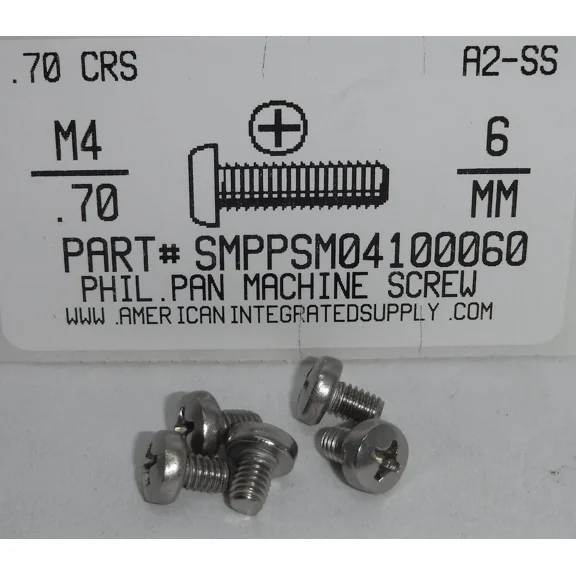 .70 CRS A2-SS
M4 6
.70 MM
PART# SMPPSM04100060
PHIL.PAN MACHINE SCREW
WWW.AMERICANINTEGRATEDSUPPLY.COM